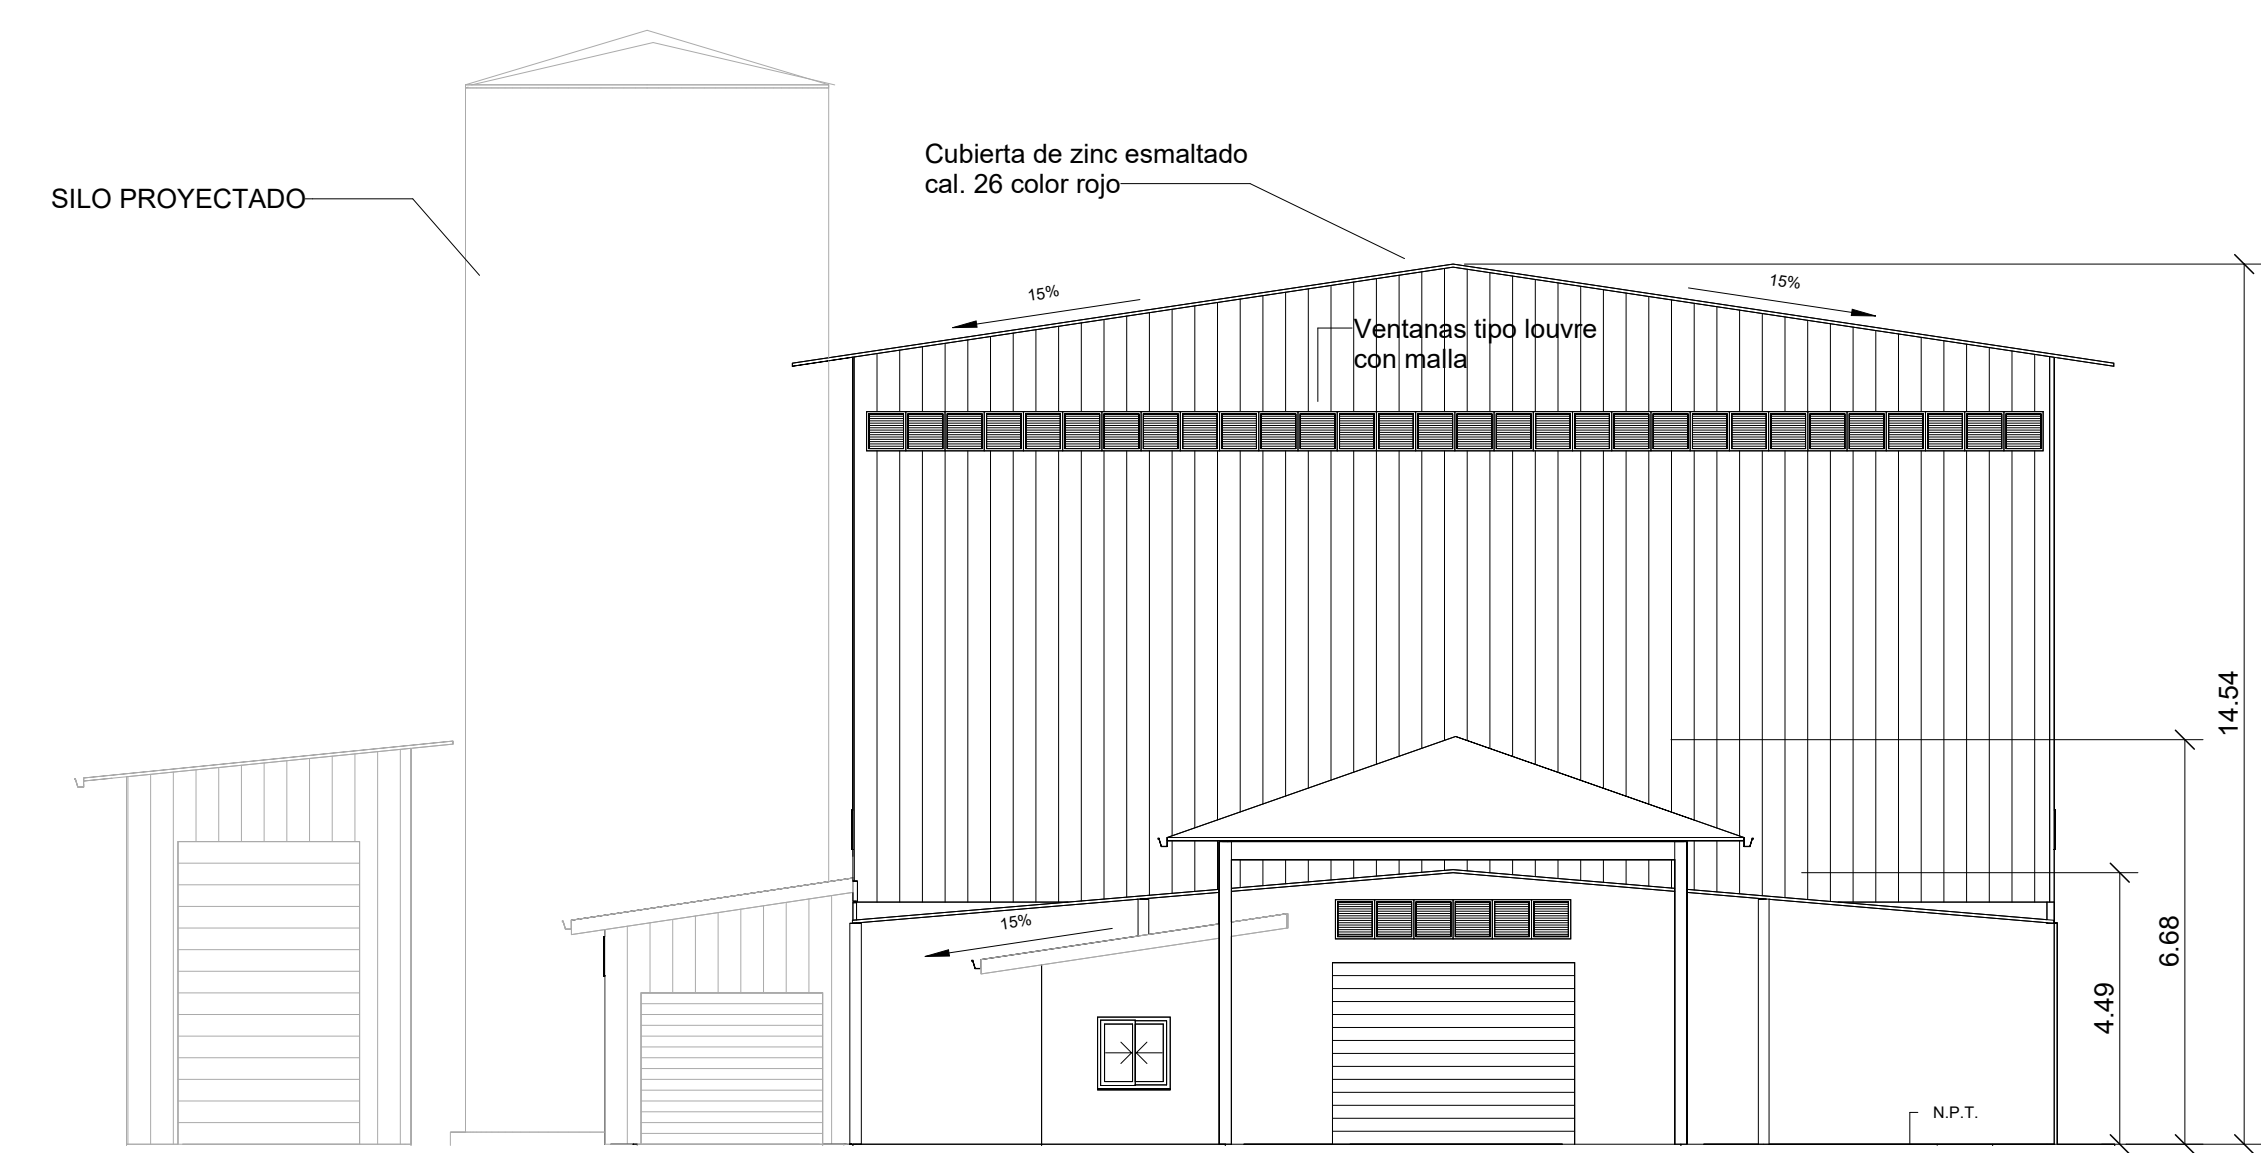 Cubierta de zinc esmaltado
cal. 26 color rojo
SILO PROYECTADO
15%
15%
Ventanas tipo louvre
con malla
14.54
6.68
4.49
15%
N.P.T.